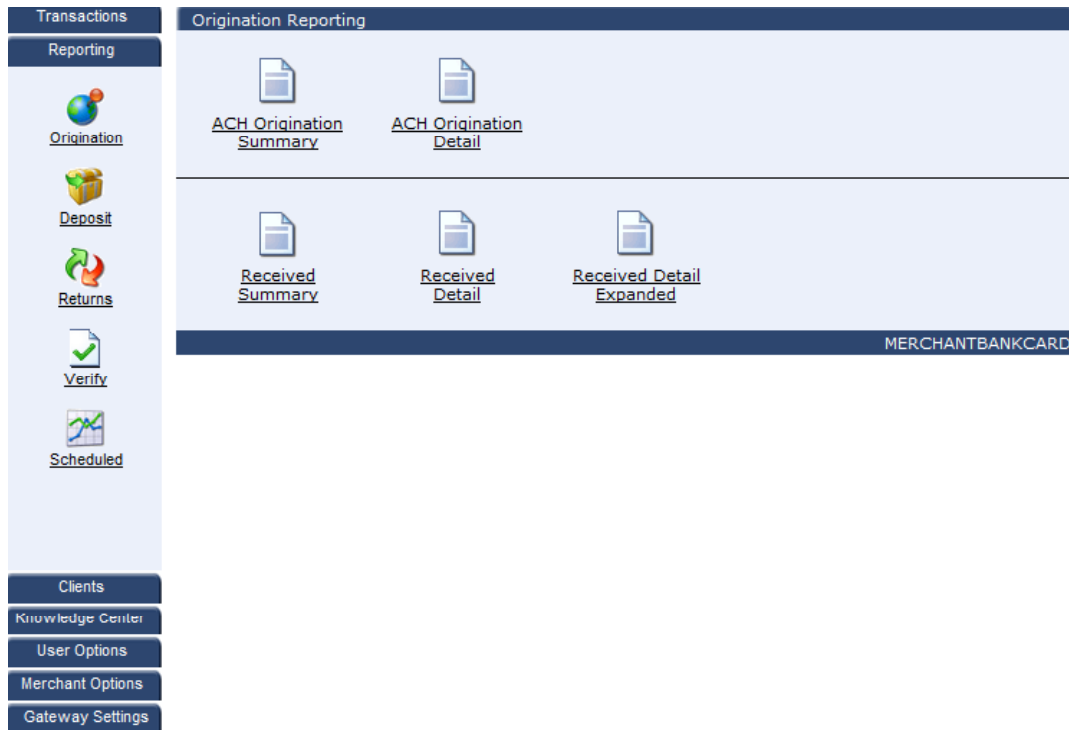 Transactions
Reporting
Origination
Deposit
Returns
Verify
Scheduled
Clients
Knowledge Center
User Options
Merchant Options
Gateway Settings
Origination Reporting
ACH Origination
Summary
ACH Origination
Detail
Received
Summary
Received
Detail
Received Detail
Expanded
MERCHANTBANKCARD